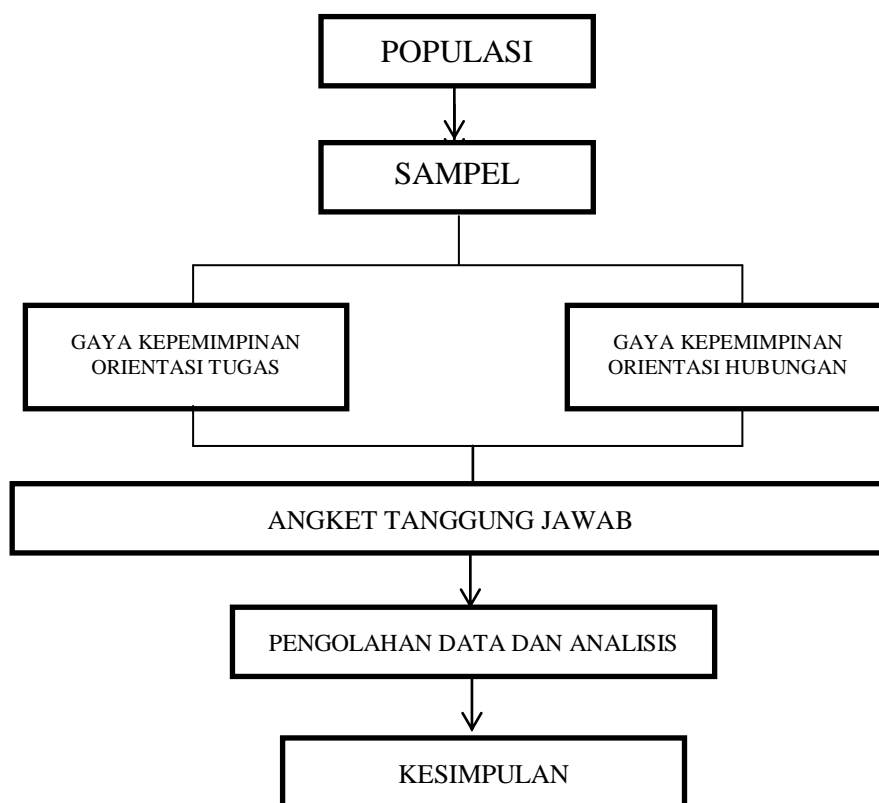 POPULASI
SAMPEL
GAYA KEPEMIMPINAN
ORIENTASI TUGAS
GAYA KEPEMIMPINAN
ORIENTASI HUBUNGAN
ANGKET TANGGUNG JAWAB
PENGOLAHAN DATA DAN ANALISIS
KESIMPULAN